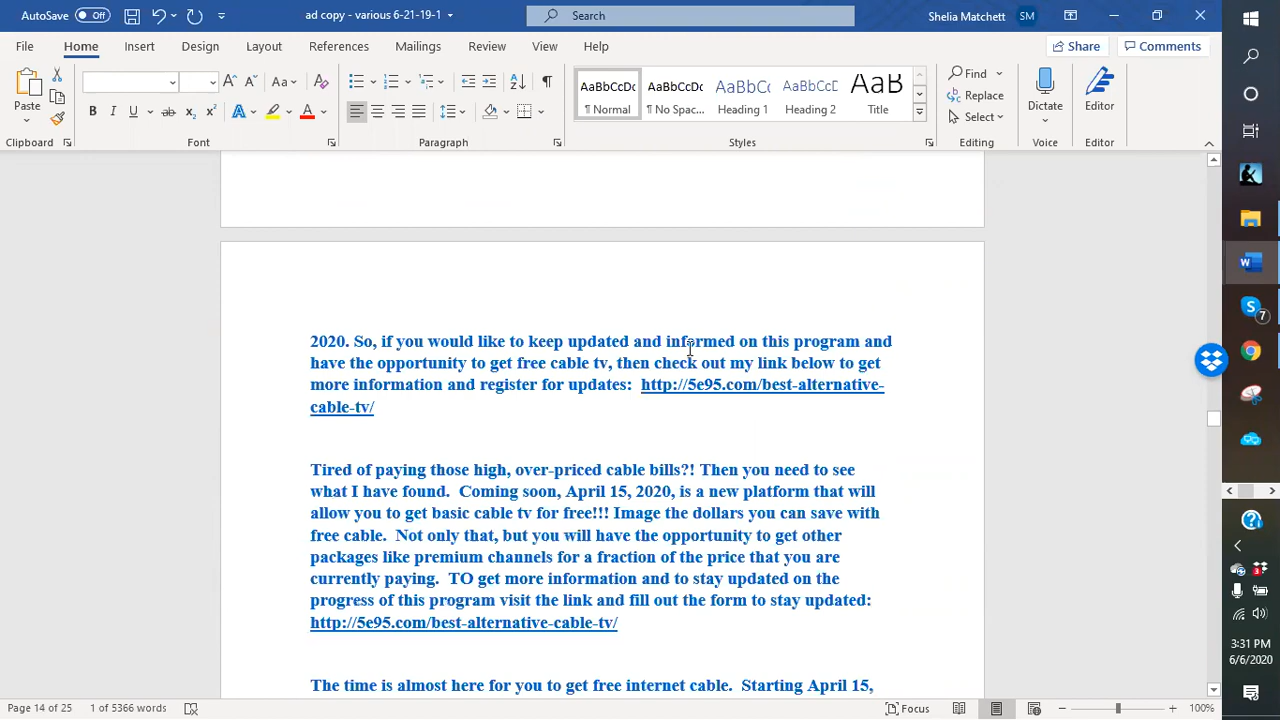 AutoSave Off ad copy - various 6-21-19-1 Search Shelia Matchett SM
File Home Insert Design Layout References Mailings Review View Help Share Comments
Paste Aa AaBbCcDc AaBbCcDc AaBbCc AaBbCcC AaB Find Replace Select Dictate Editor
B I U ab x₂ x² A A ¶ Normal ¶ No Spac... Heading 1 Heading 2 Title
Clipboard Font Paragraph Styles Editing Voice Editor
2020. So, if you would like to keep updated and informed on this program and
have the opportunity to get free cable tv, then check out my link below to get
more information and register for updates: http://5e95.com/best-alternative-
cable-tv/
Tired of paying those high, over-priced cable bills?! Then you need to see
what I have found. Coming soon, April 15, 2020, is a new platform that will
allow you to get basic cable tv for free!!! Image the dollars you can save with
free cable. Not only that, but you will have the opportunity to get other
packages like premium channels for a fraction of the price that you are
currently paying. TO get more information and to stay updated on the
progress of this program visit the link and fill out the form to stay updated:
http://5e95.com/best-alternative-cable-tv/
The time is almost here for you to get free internet cable. Starting April 15,
Page 14 of 25 1 of 5366 words Focus 100%
7
3
3:31 PM
6/6/2020